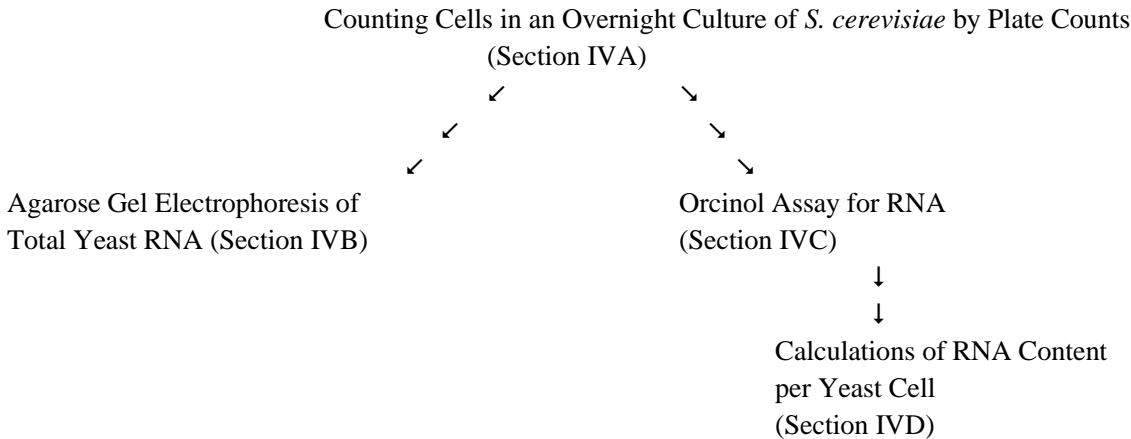 Counting Cells in an Overnight Culture of S. cerevisiae by Plate Counts
(Section IVA)
↙ ↘
↙ ↘
↙ ↘
Agarose Gel Electrophoresis of
Total Yeast RNA (Section IVB)
Orcinol Assay for RNA
(Section IVC)
↓
↓
Calculations of RNA Content
per Yeast Cell
(Section IVD)